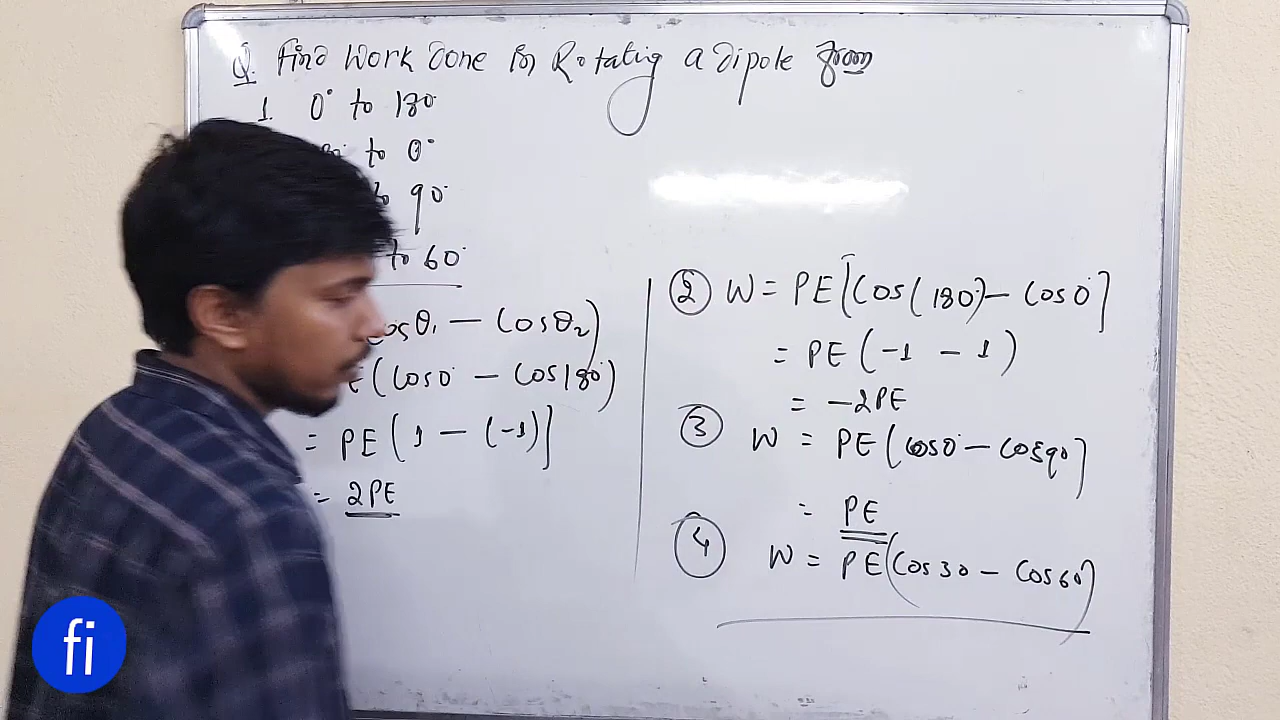 Q. Find Work done in Rotating a dipole from
1. 0° to 180°
to 0°
to 90°
to 60°
cosθ₁ - cosθ₂)
E(cos0° - cos180°)
= PE(1 - (-1)]
= 2PE
② W = PE[cos(180°) - cos0°]
= PE(-1 - 1)
= -2PE
③ W = PE(cos0° - cos90°]
= PE
④ W = PE(cos30 - cos60°)
fi